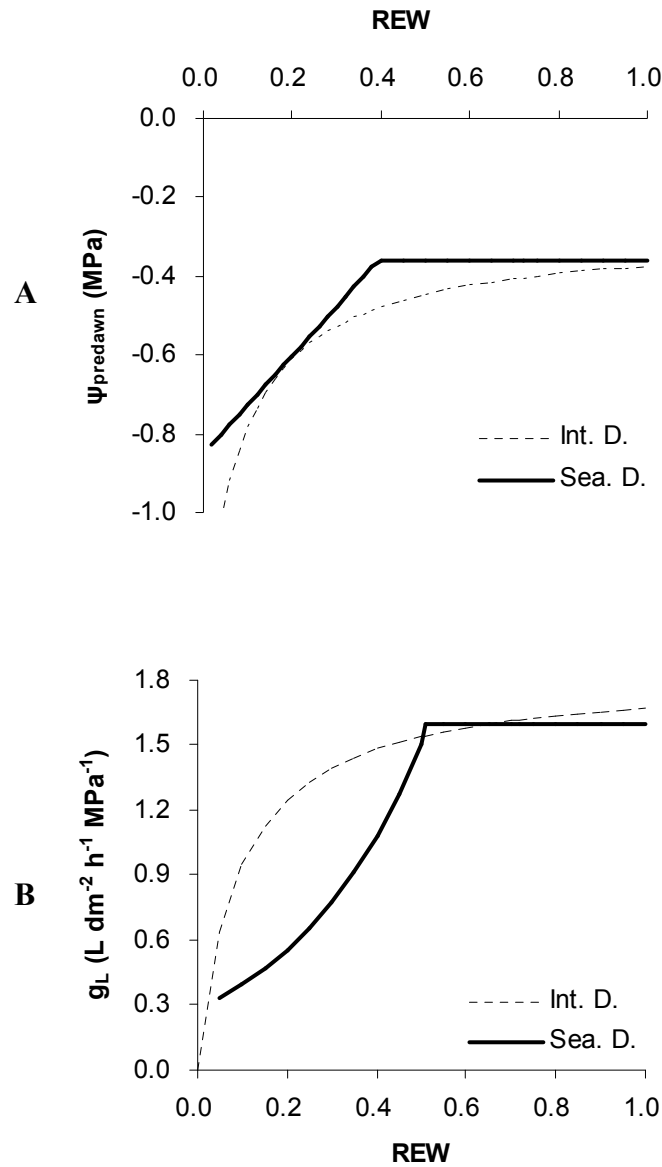 REW
0.0 0.2 0.4 0.6 0.8 1.0
0.0
-0.2
-0.4
-0.6
-0.8
-1.0
Ψpredawn (MPa)
A
Int. D.
Sea. D.
1.8
1.5
1.2
0.9
0.6
0.3
0.0
gL (L dm-2 h-1 MPa-1)
B
Int. D.
Sea. D.
0.0 0.2 0.4 0.6 0.8 1.0
REW